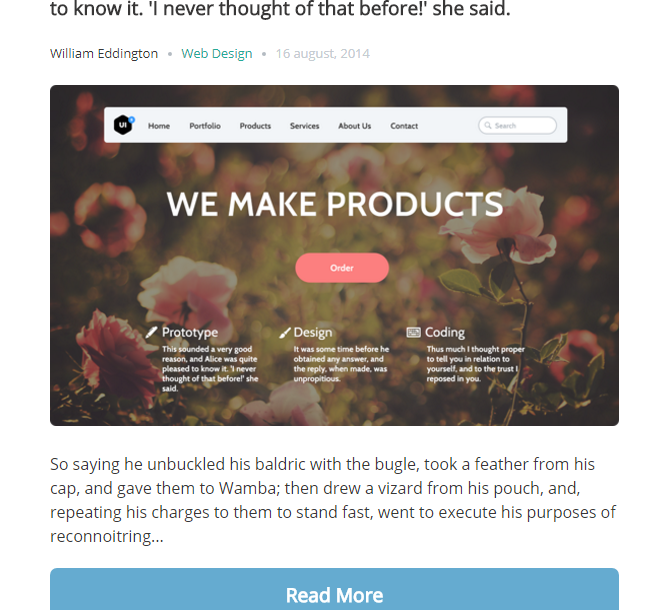 to know it. 'I never thought of that before!' she said.
William Eddington • Web Design • 16 august, 2014
UI Home Portfolio Products Services About Us Contact Search
WE MAKE PRODUCTS
Order
Prototype
This sounded a very good
reason, and Alice was quite
pleased to know it. 'I never
thought of that before!' she
said.
Design
It was some time before he
obtained any answer, and
the reply, when made, was
unpropitious.
Coding
Thus much I thought proper
to tell you in relation to
yourself, and to the trust I
reposed in you.
So saying he unbuckled his baldric with the bugle, took a feather from his
cap, and gave them to Wamba; then drew a vizard from his pouch, and,
repeating his charges to them to stand fast, went to execute his purposes of
reconnoitring...
Read More